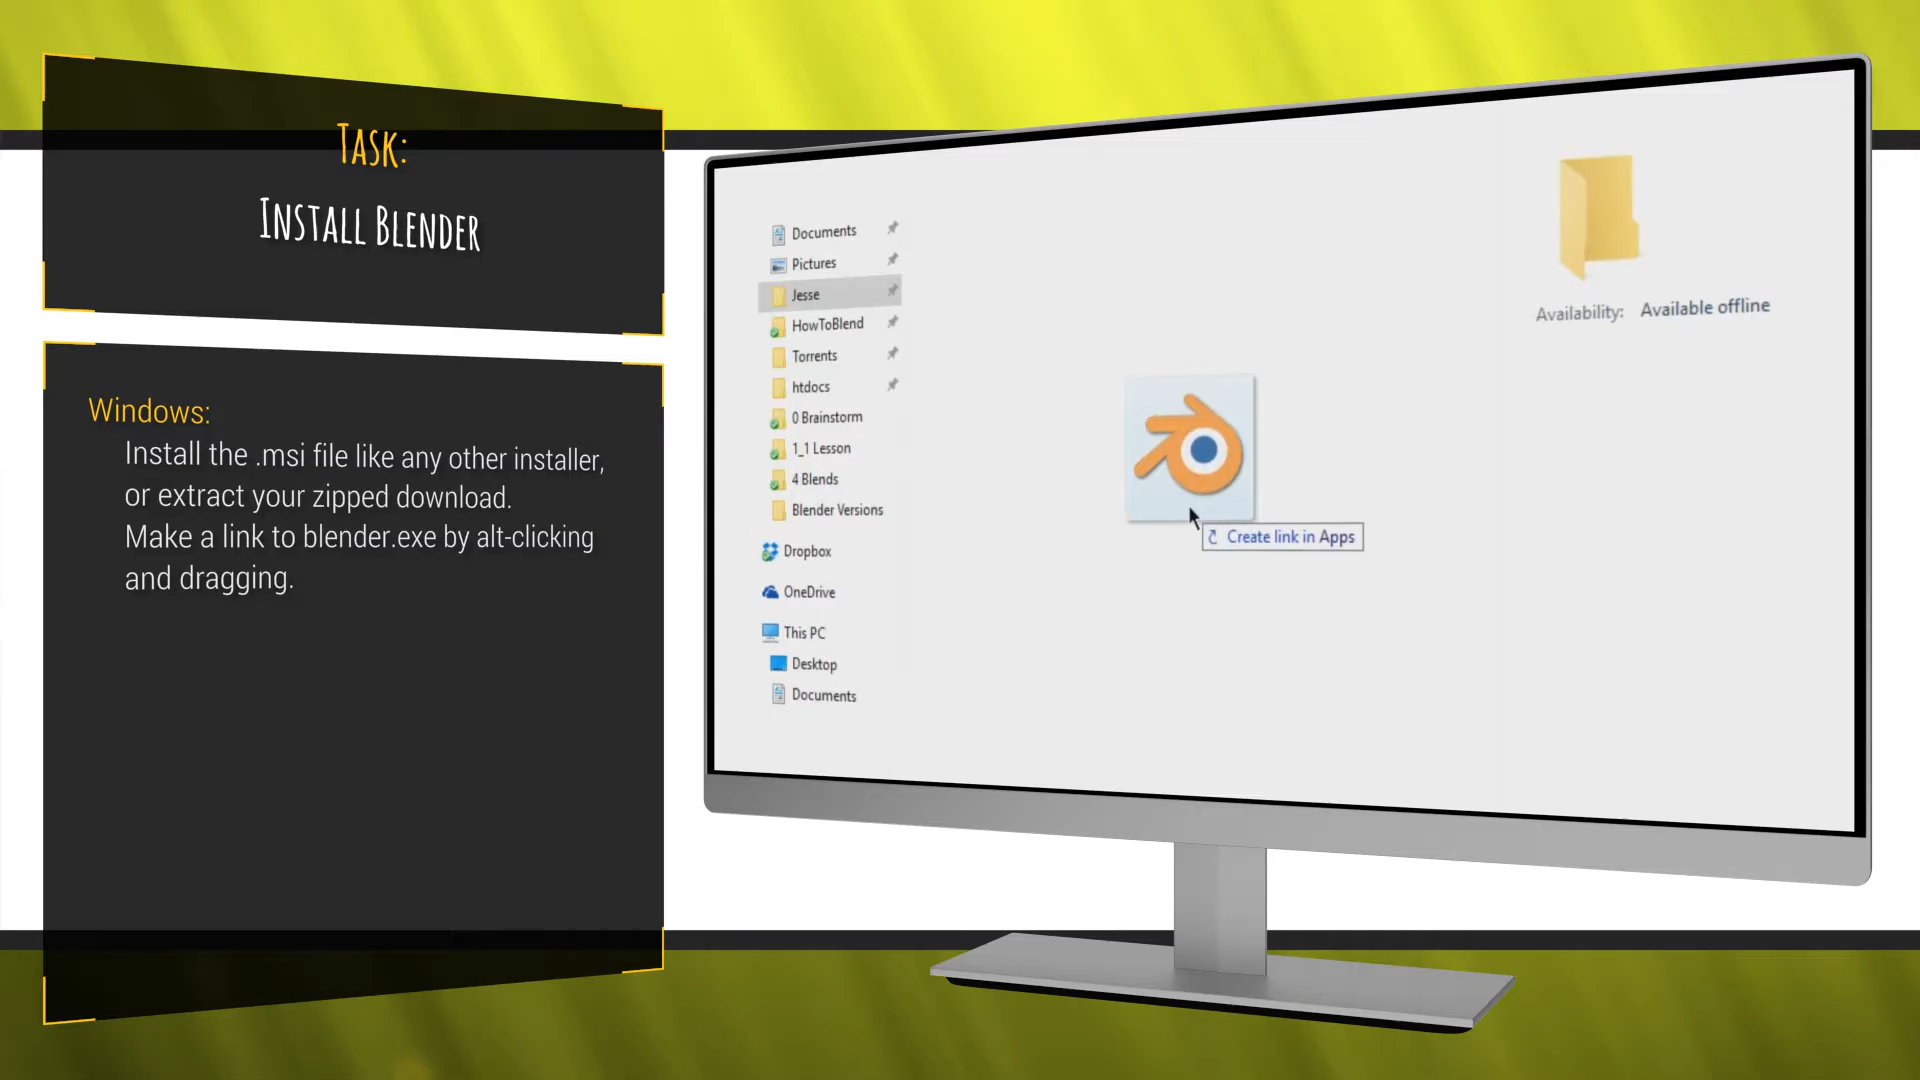 Task:
Install Blender
Windows:
Install the .msi file like any other installer,
or extract your zipped download.
Make a link to blender.exe by alt-clicking
and dragging.
Documents
Pictures
Jesse
HowToBlend
Torrents
htdocs
0 Brainstorm
1_1 Lesson
4 Blends
Blender Versions
Dropbox
OneDrive
This PC
Desktop
Documents
Create link in Apps
Availability: Available offline